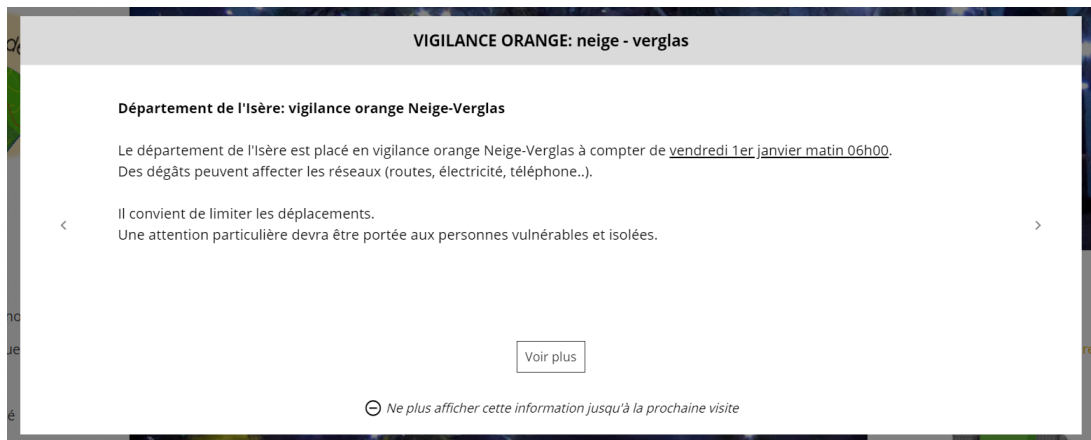 VIGILANCE ORANGE: neige - verglas
Département de l'Isère: vigilance orange Neige-Verglas
Le département de l'Isère est placé en vigilance orange Neige-Verglas à compter de vendredi 1er janvier matin 06h00.
Des dégâts peuvent affecter les réseaux (routes, électricité, téléphone..).
Il convient de limiter les déplacements.
Une attention particulière devra être portée aux personnes vulnérables et isolées.
Voir plus
Ne plus afficher cette information jusqu'à la prochaine visite